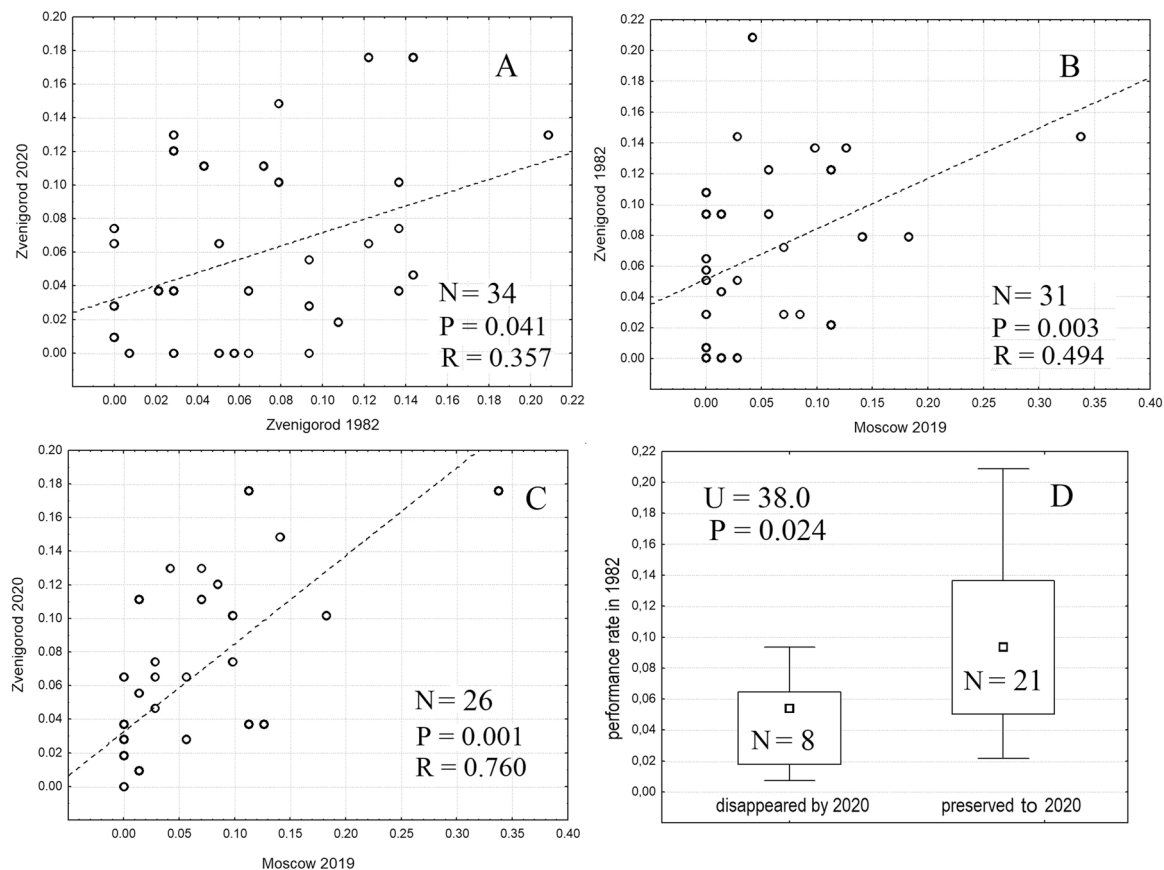 A
Zvenigorod 2020
0.20
0.18
0.16
0.14
0.12
0.10
0.08
0.06
0.04
0.02
0.00
N= 34
P = 0.041
R = 0.357
0.00 0.02 0.04 0.06 0.08 0.10 0.12 0.14 0.16 0.18 0.20 0.22
Zvenigorod 1982
B
Zvenigorod 1982
0.22
0.20
0.18
0.16
0.14
0.12
0.10
0.08
0.06
0.04
0.02
0.00
N= 31
P = 0.003
R = 0.494
0.00 0.05 0.10 0.15 0.20 0.25 0.30 0.35 0.40
Moscow 2019
C
Zvenigorod 2020
0.20
0.18
0.16
0.14
0.12
0.10
0.08
0.06
0.04
0.02
0.00
N= 26
P = 0.001
R = 0.760
0.00 0.05 0.10 0.15 0.20 0.25 0.30 0.35 0.40
Moscow 2019
D
performance rate in 1982
0,22
0,20
0,18
0,16
0,14
0,12
0,10
0,08
0,06
0,04
0,02
0,00
U = 38.0
P = 0.024
N = 21
N = 8
disappeared by 2020 preserved to 2020